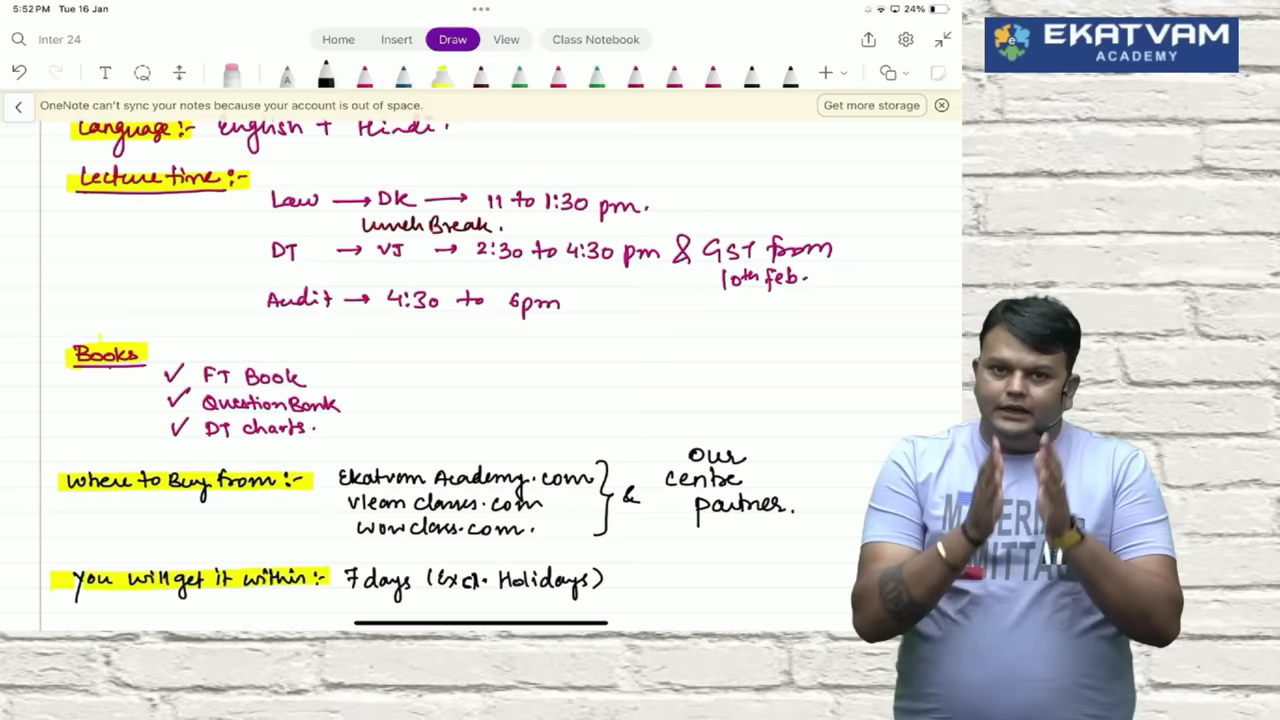 5:52 PM Tue 16 Jan
24%
EKATVAM
ACADEMY
Inter 24
Home Insert Draw View Class Notebook
OneNote can't sync your notes because your account is out of space.
Get more storage
Language:- English + Hindi.
Lecture time:-
Law → DK → 11 to 1:30 pm.
Lunch Break.
DT → VJ → 2:30 to 4:30 pm & GST from
10th feb.
Audit → 4:30 to 6pm
Books
✓ FT Book
✓ Question Bank
✓ DT charts.
Where to Buy from:- Ekatvam Academy.com
vlearn classes.com
wowclass.com.
& Our
centre
partner.
You will get it within:- 7 days (Excl. Holidays)